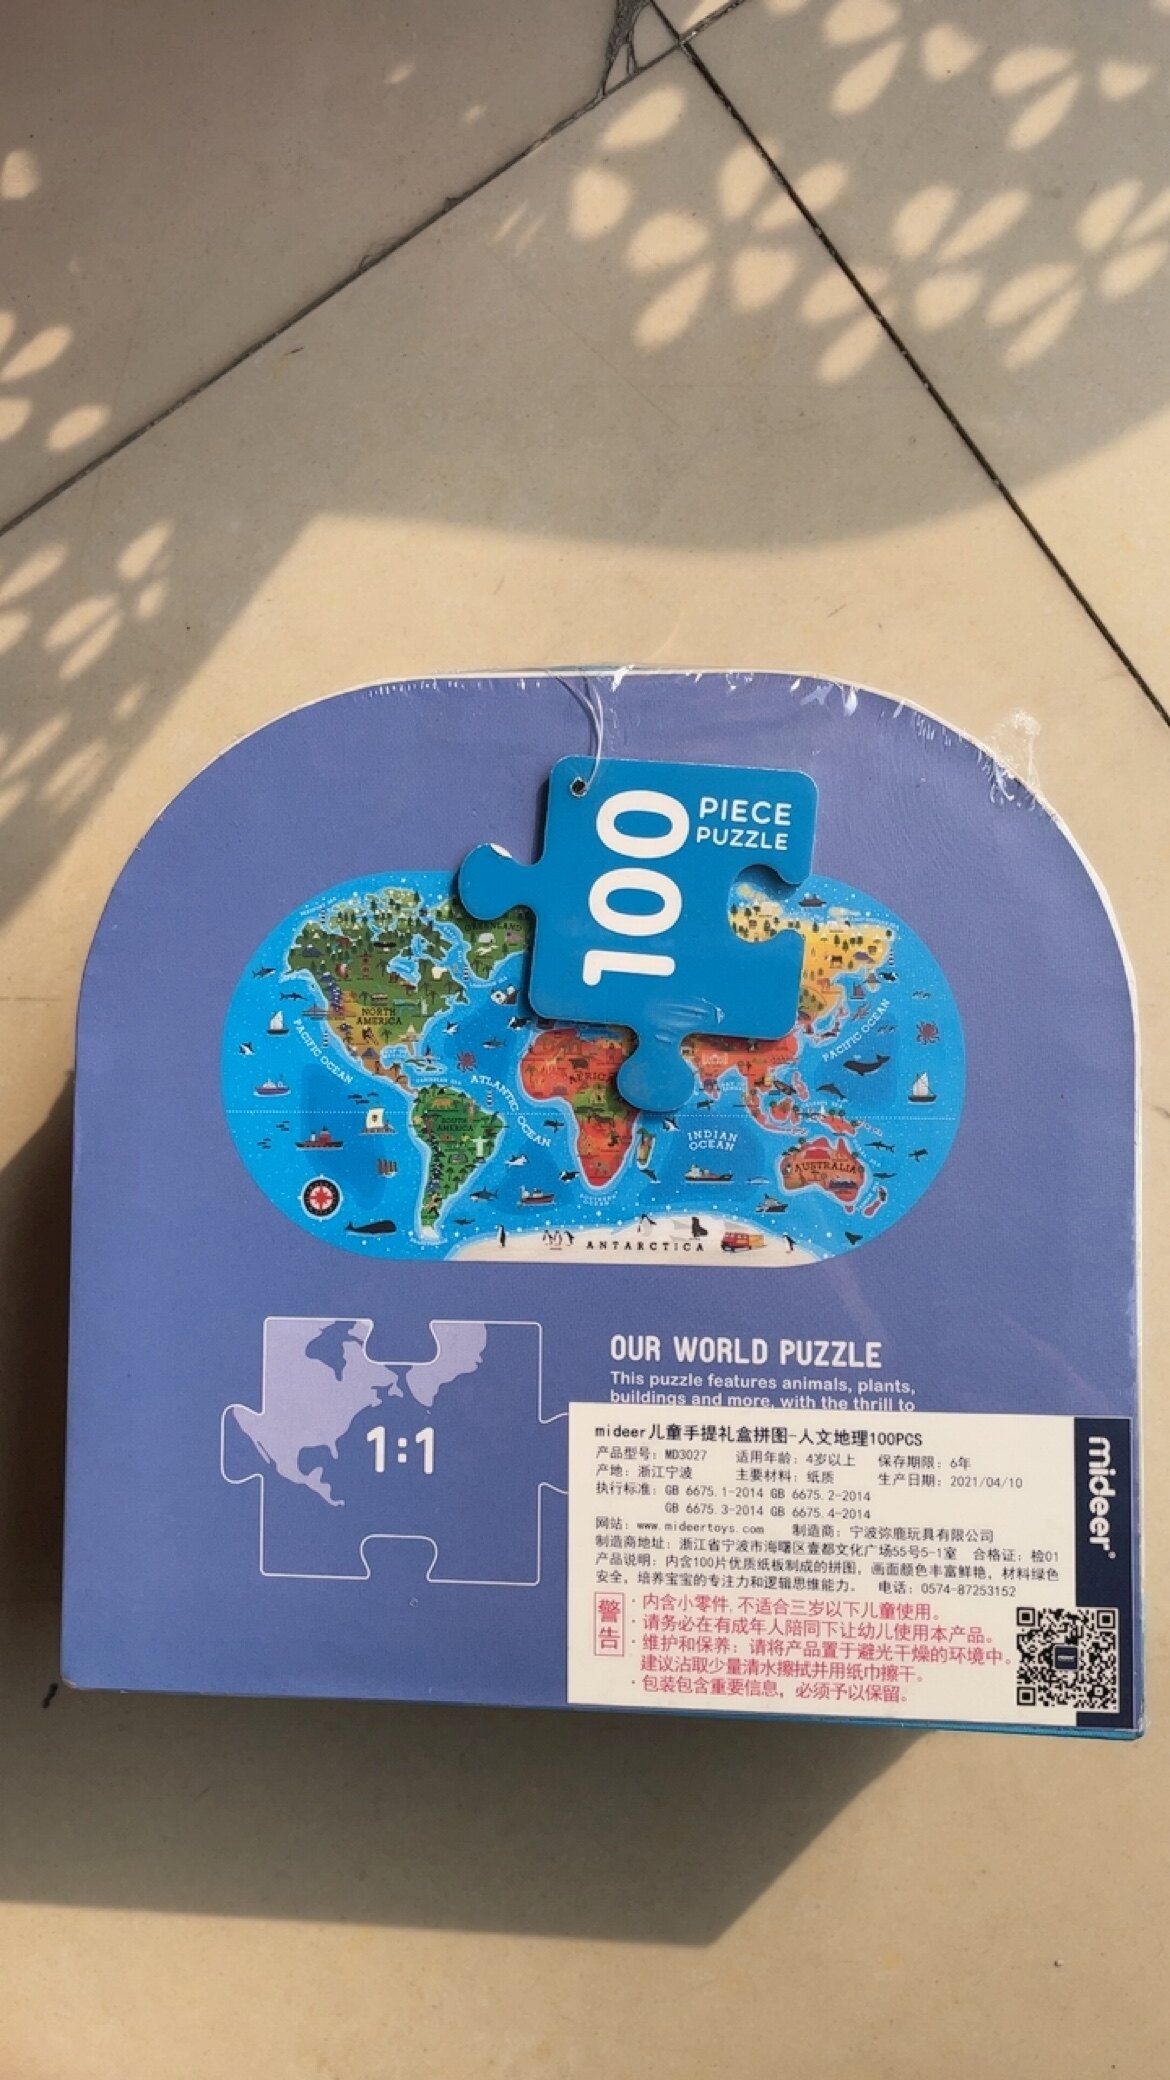 100
PIECE
PUZZLE
GREENLAND
NORTH
AMERICA
PACIFIC OCEAN
ATLANTIC OCEAN
SOUTH
AMERICA
AFRICA
PACIFIC OCEAN
INDIAN
OCEAN
AUSTRALIA
SOUTHERN
OCEAN
ANTARCTICA
1:1
OUR WORLD PUZZLE
This puzzle features animals, plants,
buildings and more, with the thrill to
mideer儿童手提礼盒拼图-人文地理100PCS
产品型号：MD3027 适用年龄：4岁以上 保存期限：6年
产地：浙江宁波 主要材料：纸质 生产日期：2021/04/10
执行标准：GB 6675.1-2014 GB 6675.2-2014
GB 6675.3-2014 GB 6675.4-2014
网站：www.mideertoys.com 制造商：宁波弥鹿玩具有限公司
制造商地址：浙江省宁波市海曙区壹都文化广场55号5-1室 合格证：检01
产品说明：内含100片优质纸板制成的拼图，画面颜色丰富鲜艳，材料绿色
安全，培养宝宝的专注力和逻辑思维能力。 电话：0574-87253152
警告
·内含小零件,不适合三岁以下儿童使用。
·请务必在有成年人陪同下让幼儿使用本产品。
·维护和保养：请将产品置于避光干燥的环境中。
建议沾取少量清水擦拭并用纸巾擦干。
·包装包含重要信息，必须予以保留。
mideer®